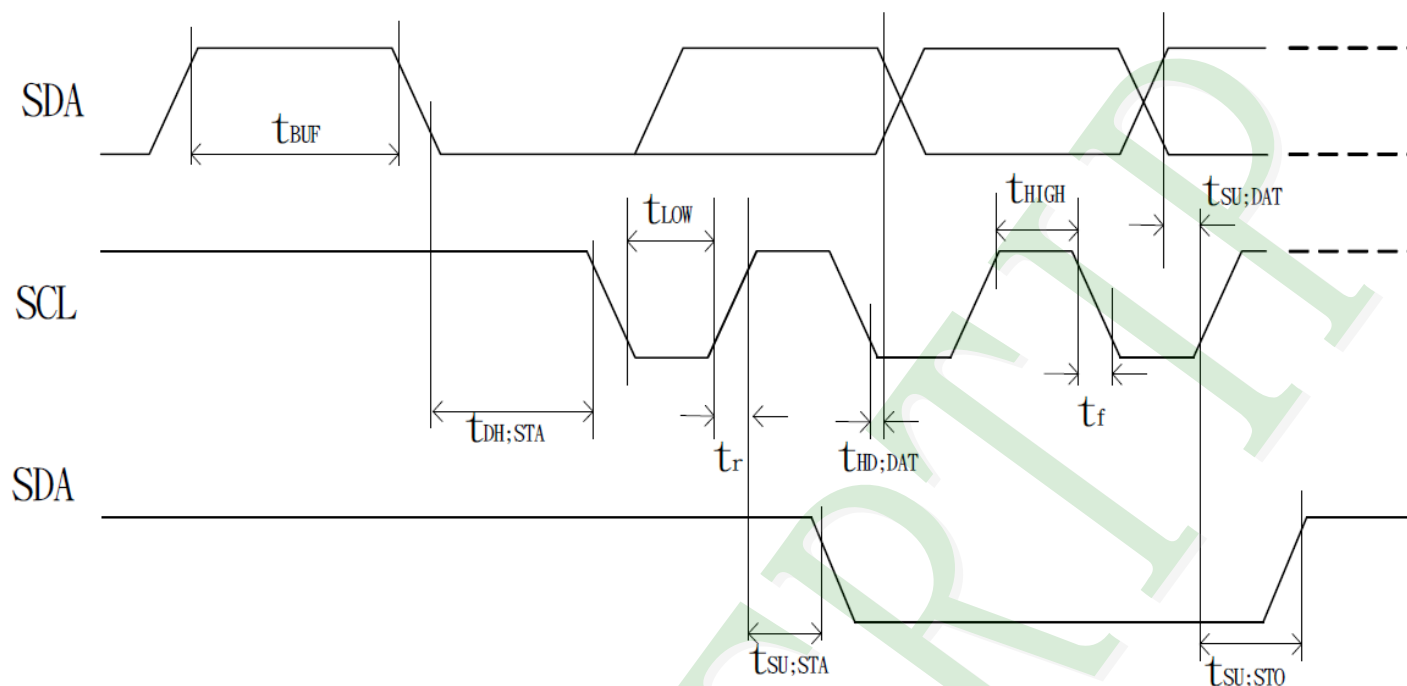 SDA
tBUF
tLOW
tHIGH
tSU;DAT
SCL
tDH;STA
tr
tHD;DAT
tf
SDA
tSU;STA
tSU;STO